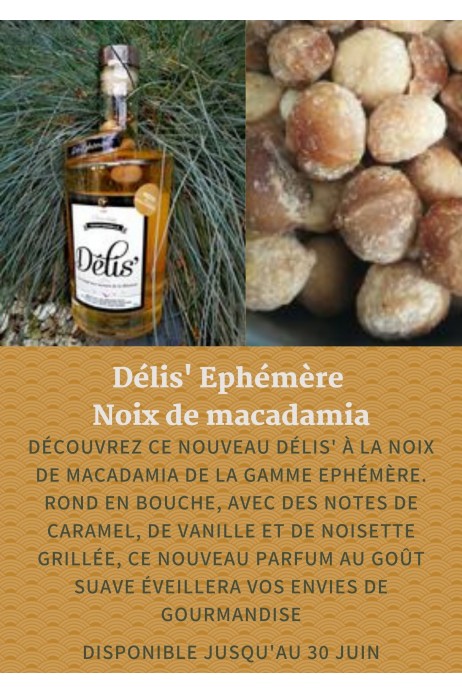 Délis'
Délis' Ephémère
Noix de macadamia
DÉCOUVREZ CE NOUVEAU DÉLIS' À LA NOIX
DE MACADAMIA DE LA GAMME EPHÉMÈRE.
ROND EN BOUCHE, AVEC DES NOTES DE
CARAMEL, DE VANILLE ET DE NOISETTE
GRILLÉE, CE NOUVEAU PARFUM AU GOÛT
SUAVE ÉVEILLERA VOS ENVIES DE
GOURMANDISE
DISPONIBLE JUSQU'AU 30 JUIN